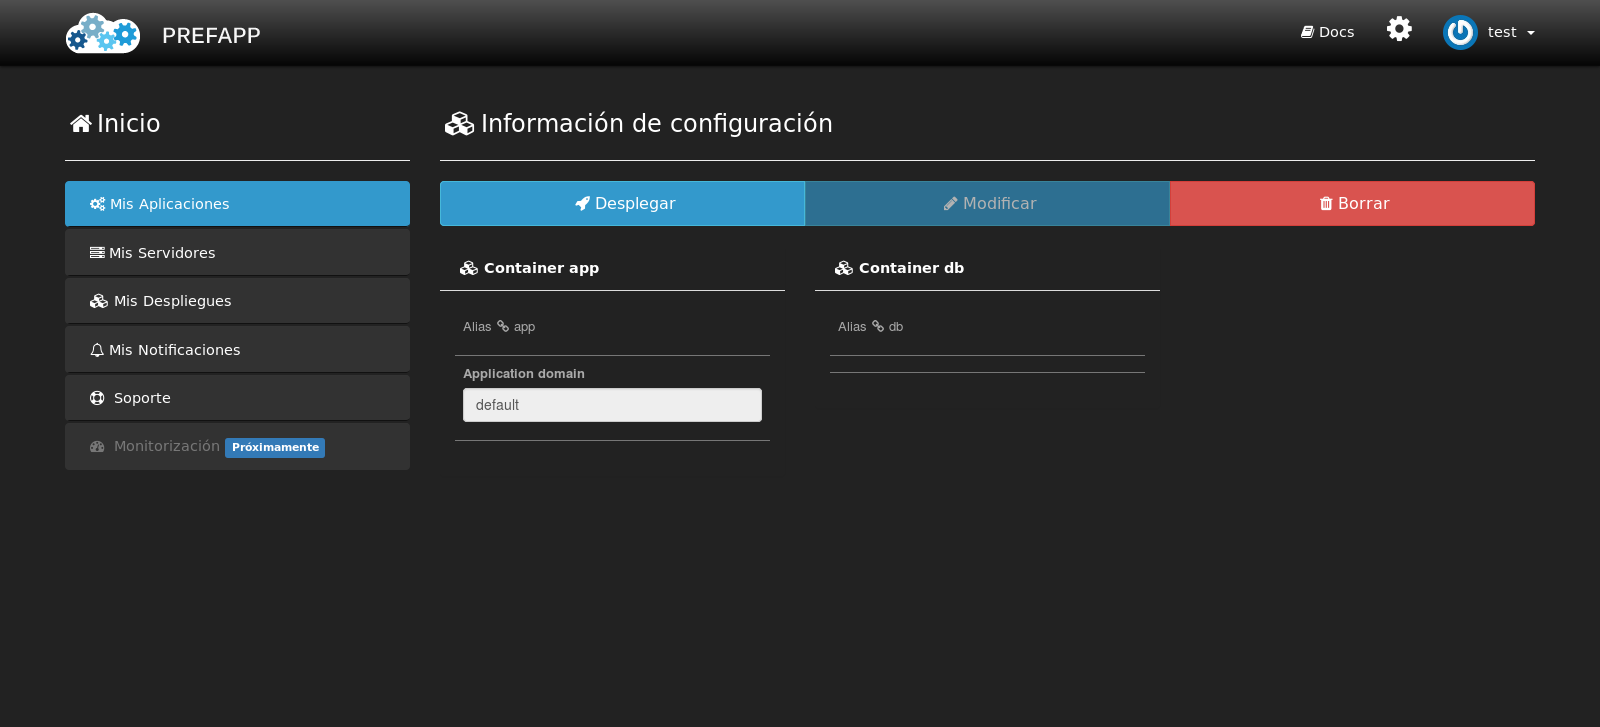 PREFAPP
Docs
test
Inicio
Información de configuración
Mis Aplicaciones
Mis Servidores
Mis Despliegues
Mis Notificaciones
Soporte
Monitorización Próximamente
Desplegar
Modificar
Borrar
Container app
Alias app
Application domain
default
Container db
Alias db